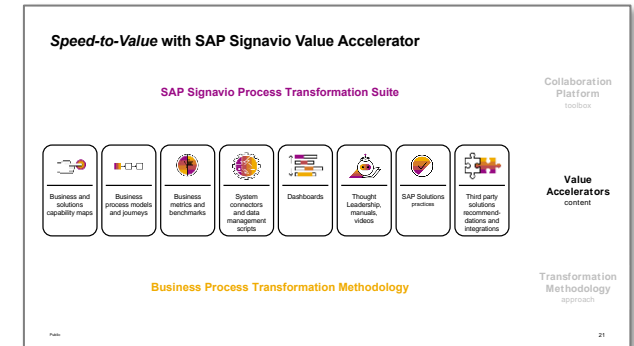 Speed-to-Value with SAP Signavio Value Accelerator
SAP Signavio Process Transformation Suite
Collaboration
Platform
toolbox
Business and
solutions
capability maps
Business
process models
and journeys
Business
metrics and
benchmarks
System
connectors
and data
management
scripts
Dashboards
Thought
Leadership,
manuals,
videos
SAP Solutions
practices
Third party
solutions
recommend-
dations and
integrations
Value
Accelerators
content
Business Process Transformation Methodology
Transformation
Methodology
approach
Public
21